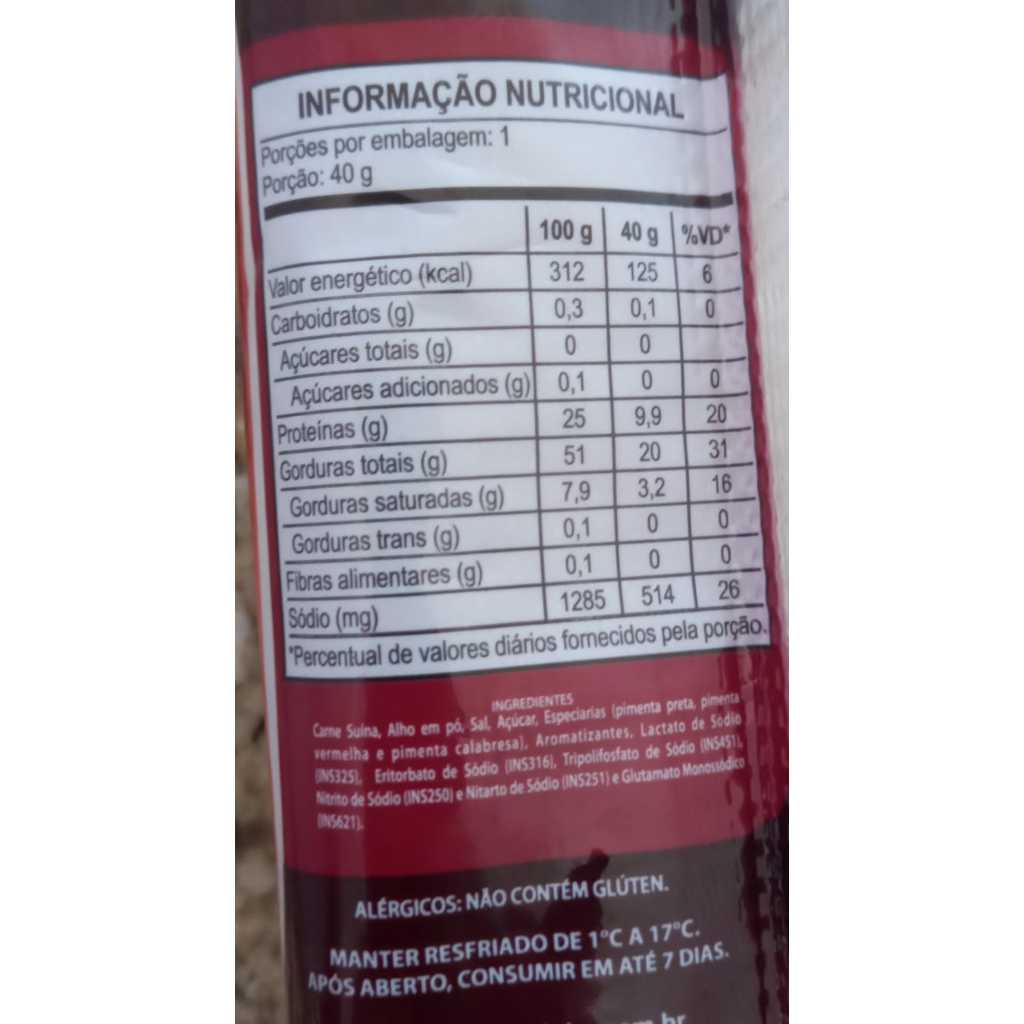 INFORMAÇÃO NUTRICIONAL
Porções por embalagem: 1
Porção: 40 g
100 g 40 g %VD*
Valor energético (kcal) 312 125 6
Carboidratos (g) 0,3 0,1 0
Açúcares totais (g) 0 0
Açúcares adicionados (g) 0,1 0 0
Proteínas (g) 25 9,9 20
Gorduras totais (g) 51 20 31
Gorduras saturadas (g) 7,9 3,2 16
Gorduras trans (g) 0,1 0 0
Fibras alimentares (g) 0,1 0 0
Sódio (mg) 1285 514 26
*Percentual de valores diários fornecidos pela porção.
INGREDIENTES
Carne Suína, Alho em pó, Sal, Açúcar, Especiarias (pimenta preta, pimenta
vermelha e pimenta calabresa), Aromatizantes, Lactato de Sódio
(INS325), Eritorbato de Sódio (INS316), Tripolifosfato de Sódio (INS451),
Nitrito de Sódio (INS250) e Nitarto de Sódio (INS251) e Glutamato Monossódico
(INS621).
ALÉRGICOS: NÃO CONTÉM GLÚTEN.
MANTER RESFRIADO DE 1°C A 17°C.
APÓS ABERTO, CONSUMIR EM ATÉ 7 DIAS.